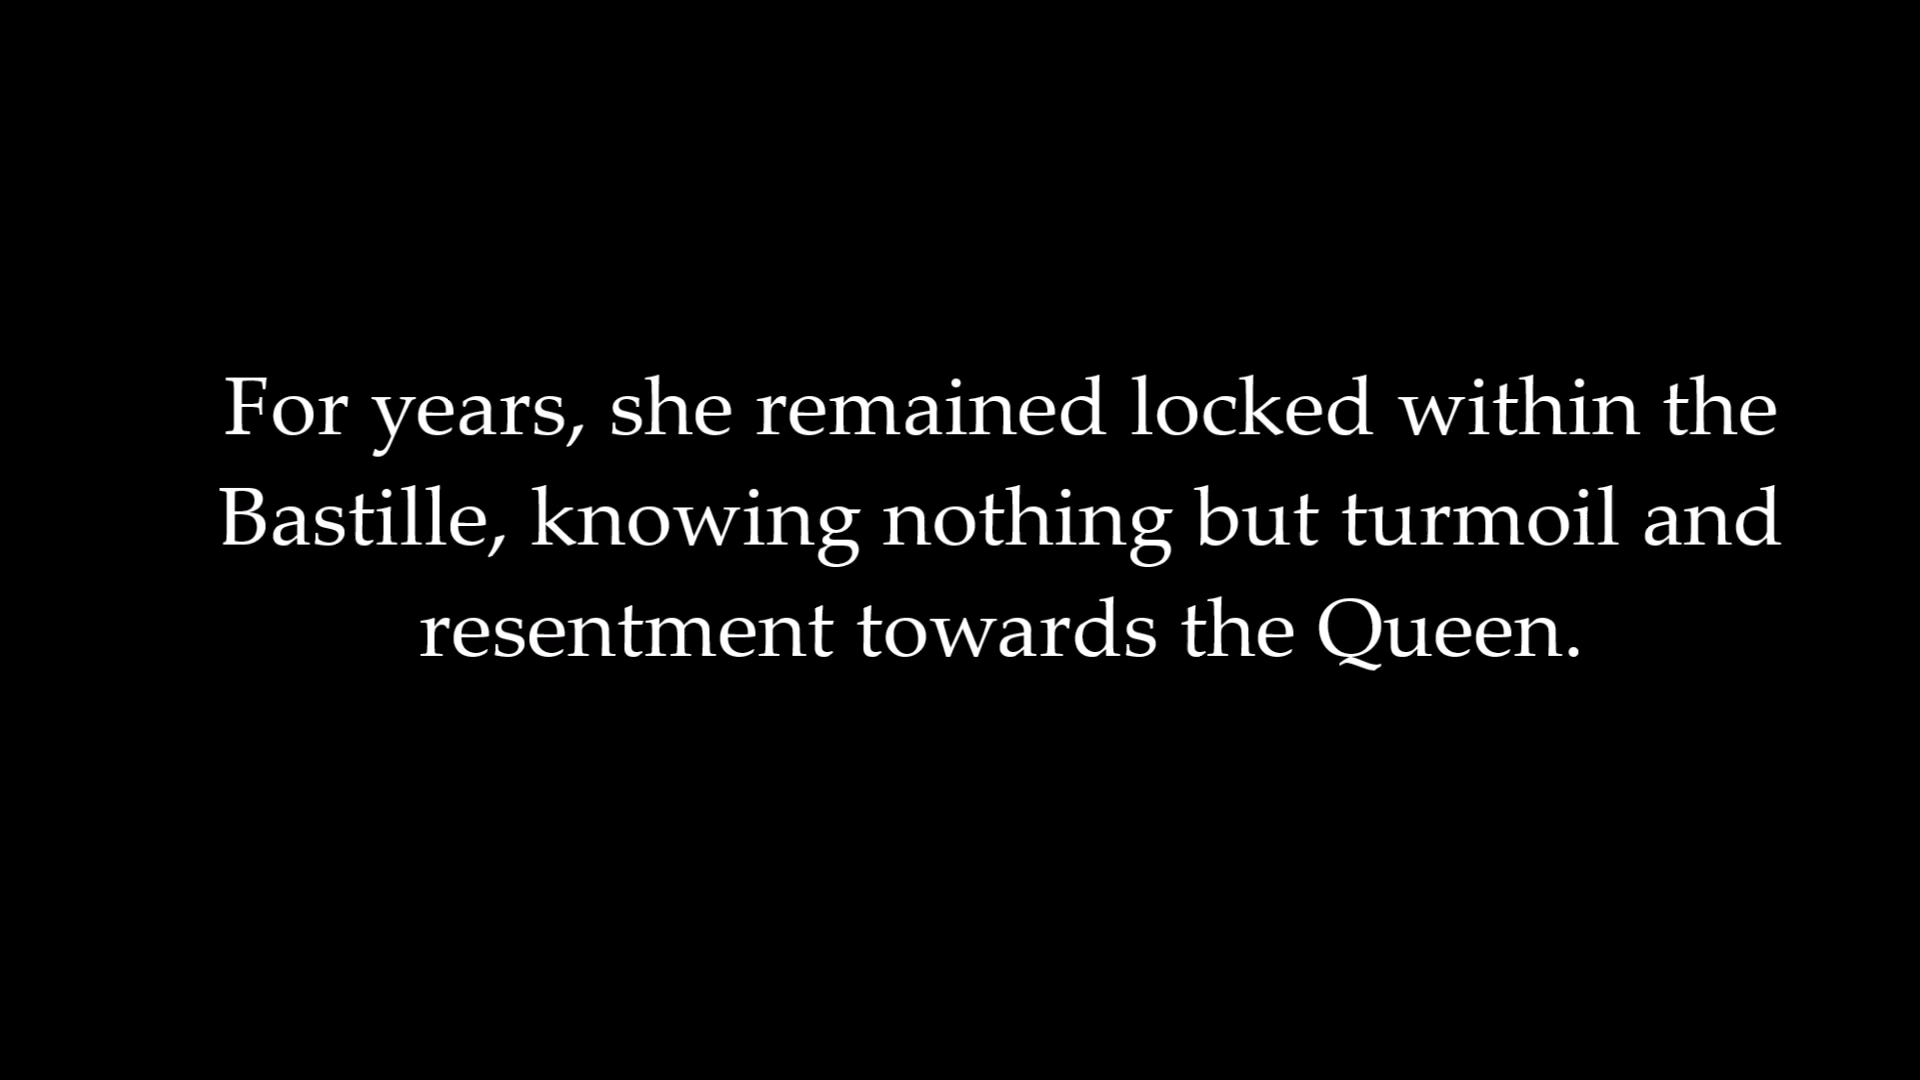 For years, she remained locked within the
Bastille, knowing nothing but turmoil and
resentment towards the Queen.